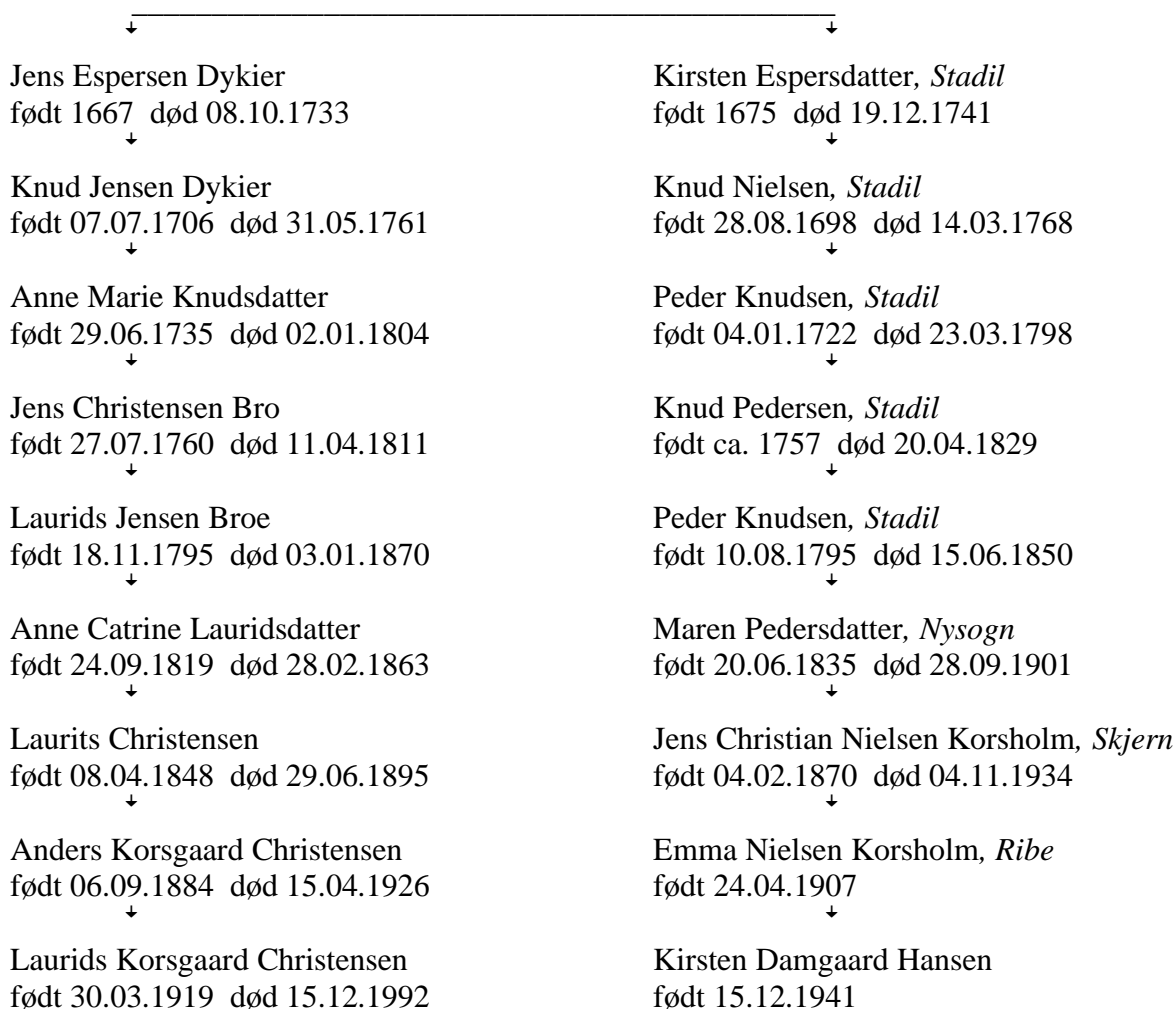 Jens Espersen Dykier
født 1667 død 08.10.1733
Knud Jensen Dykier
født 07.07.1706 død 31.05.1761
Anne Marie Knudsdatter
født 29.06.1735 død 02.01.1804
Jens Christensen Bro
født 27.07.1760 død 11.04.1811
Laurids Jensen Broe
født 18.11.1795 død 03.01.1870
Anne Catrine Lauridsdatter
født 24.09.1819 død 28.02.1863
Laurits Christensen
født 08.04.1848 død 29.06.1895
Anders Korsgaard Christensen
født 06.09.1884 død 15.04.1926
Laurids Korsgaard Christensen
født 30.03.1919 død 15.12.1992
Kirsten Espersdatter, Stadil
født 1675 død 19.12.1741
Knud Nielsen, Stadil
født 28.08.1698 død 14.03.1768
Peder Knudsen, Stadil
født 04.01.1722 død 23.03.1798
Knud Pedersen, Stadil
født ca. 1757 død 20.04.1829
Peder Knudsen, Stadil
født 10.08.1795 død 15.06.1850
Maren Pedersdatter, Nysogn
født 20.06.1835 død 28.09.1901
Jens Christian Nielsen Korsholm, Skjern
født 04.02.1870 død 04.11.1934
Emma Nielsen Korsholm, Ribe
født 24.04.1907
Kirsten Damgaard Hansen
født 15.12.1941